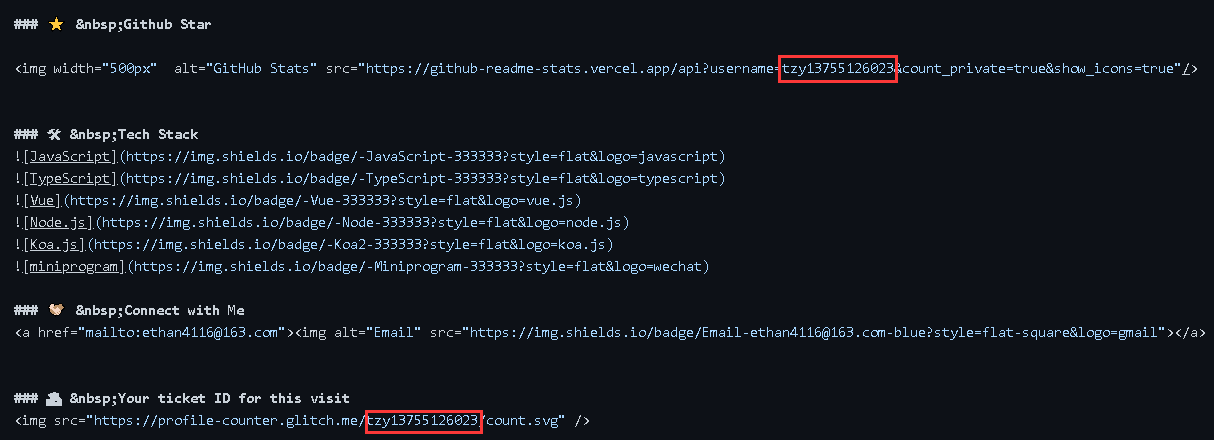 ### ⭐ &nbsp;Github Star
<img width="500px"  alt="GitHub Stats" src="https://github-readme-stats.vercel.app/api?username=tzy13755126023&count_private=true&show_icons=true"/>
### 🛠 &nbsp;Tech Stack
![JavaScript](https://img.shields.io/badge/-JavaScript-333333?style=flat&logo=javascript)
![TypeScript](https://img.shields.io/badge/-TypeScript-333333?style=flat&logo=typescript)
![Vue](https://img.shields.io/badge/-Vue-333333?style=flat&logo=vue.js)
![Node.js](https://img.shields.io/badge/-Node-333333?style=flat&logo=node.js)
![Koa.js](https://img.shields.io/badge/-Koa2-333333?style=flat&logo=koa.js)
![miniprogram](https://img.shields.io/badge/-Miniprogram-333333?style=flat&logo=wechat)
### 🤝🏻 &nbsp;Connect with Me
<a href="mailto:ethan4116@163.com"><img alt="Email" src="https://img.shields.io/badge/Email-ethan4116@163.com-blue?style=flat-square&logo=gmail"></a>
### &nbsp;Your ticket ID for this visit
<img src="https://profile-counter.glitch.me/tzy13755126023/count.svg" />